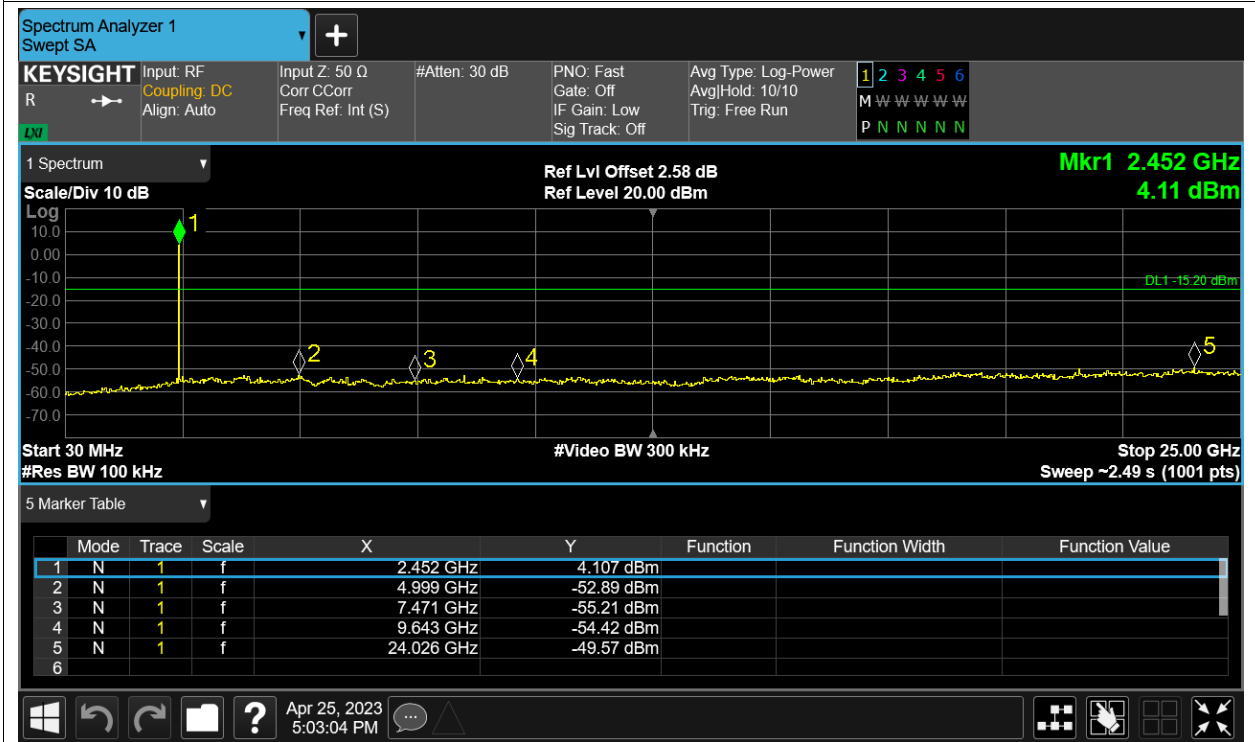 Spectrum Analyzer 1
Swept SA
+
KEYSIGHT Input: RF Input Z: 50 Ω #Atten: 30 dB PNO: Fast Avg Type: Log-Power 1 2 3 4 5 6
R Coupling: DC Corr CCorr Gate: Off Avg|Hold: 10/10 M W W W W W
Align: Auto Freq Ref: Int (S) IF Gain: Low Trig: Free Run
LXI Sig Track: Off P N N N N N
1 Spectrum Ref Lvl Offset 2.58 dB Mkr1 2.452 GHz
Scale/Div 10 dB Ref Level 20.00 dBm 4.11 dBm
Log
1
10.0
0.00
-10.0
DL1 -15.20 dBm
-20.0
-30.0
-40.0
2 3 4 5
-50.0
-60.0
-70.0
Start 30 MHz #Video BW 300 kHz Stop 25.00 GHz
#Res BW 100 kHz Sweep ~2.49 s (1001 pts)
5 Marker Table
Mode Trace Scale X Y Function Function Width Function Value
1 N 1 f 2.452 GHz 4.107 dBm
2 N 1 f 4.999 GHz -52.89 dBm
3 N 1 f 7.471 GHz -55.21 dBm
4 N 1 f 9.643 GHz -54.42 dBm
5 N 1 f 24.026 GHz -49.57 dBm
6
? Apr 25, 2023
5:03:04 PM